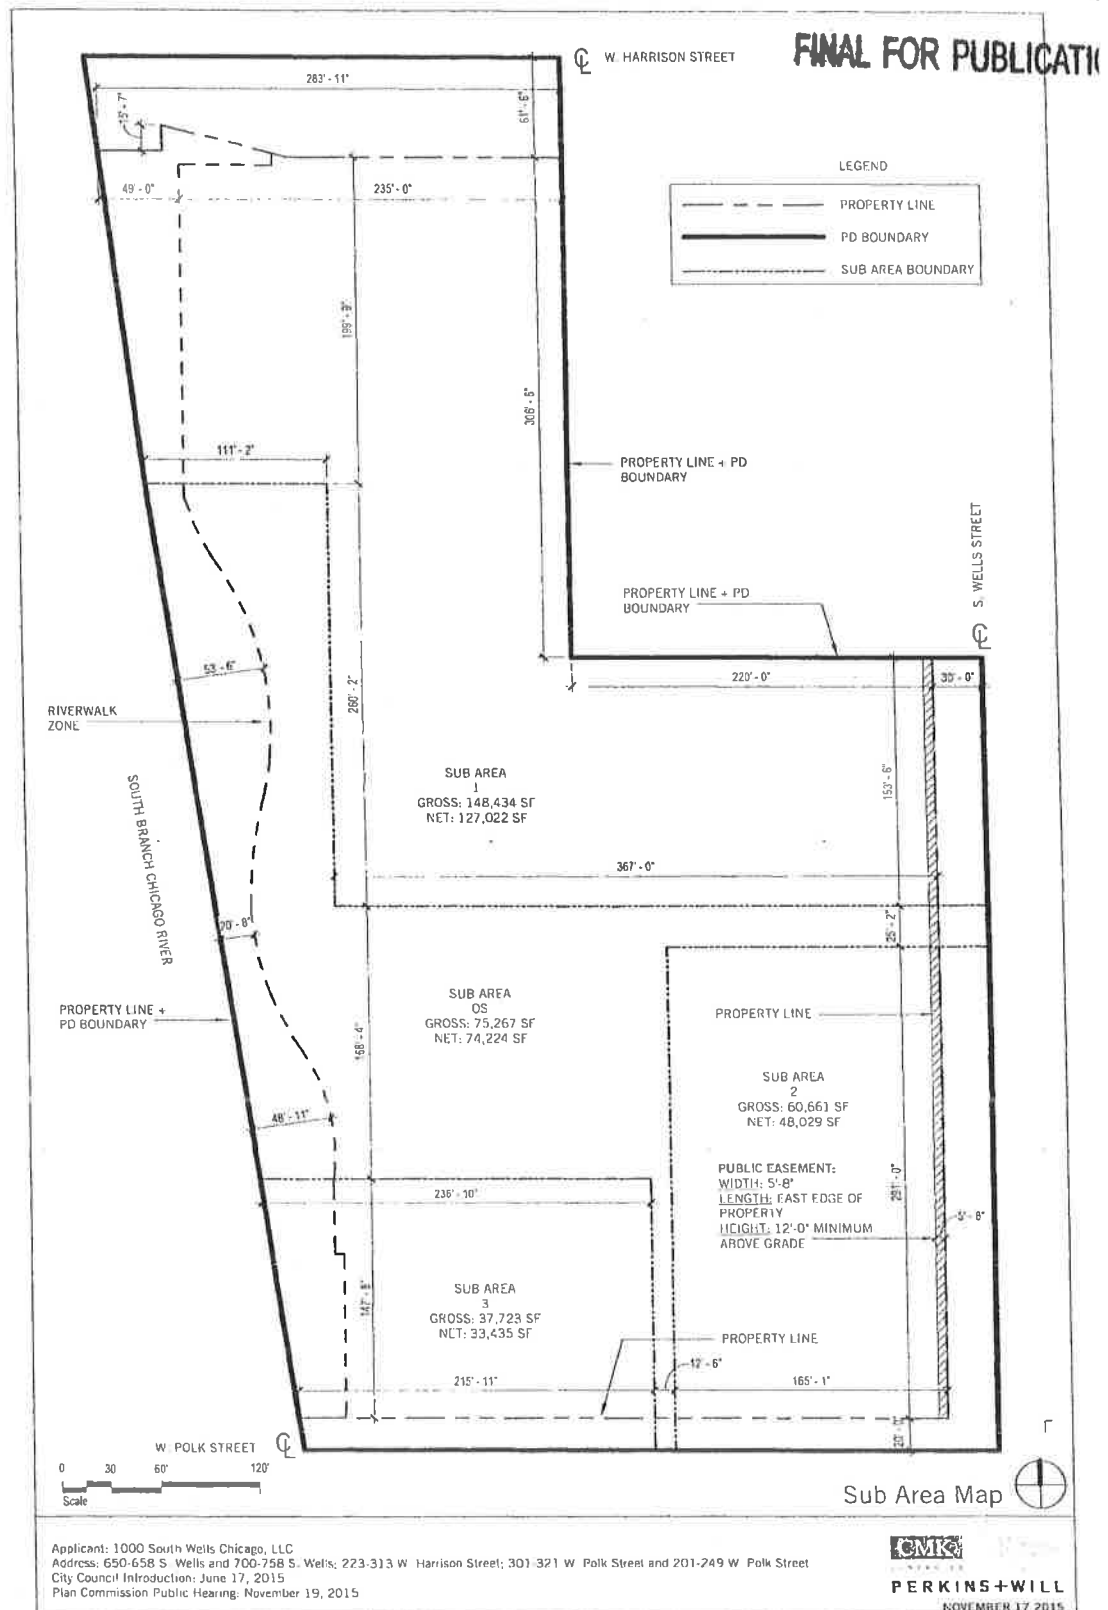 FINAL FOR PUBLICATI
℄ W. HARRISON STREET
283'-11"
61'-6"
15'-7"
LEGEND
PROPERTY LINE
PD BOUNDARY
SUB AREA BOUNDARY
49'-0"
235'-0"
199'-9"
306'-6"
111'-2"
PROPERTY LINE + PD
BOUNDARY
S. WELLS STREET
℄
PROPERTY LINE + PD
BOUNDARY
53'-6"
220'-0"
30'-0"
260'-2"
RIVERWALK
ZONE
SUB AREA
1
GROSS: 148,434 SF
NET: 127,022 SF
153'-6"
SOUTH BRANCH CHICAGO RIVER
367'-0"
25'-2"
20'-8"
SUB AREA
OS
GROSS: 75,267 SF
NET: 74,224 SF
PROPERTY LINE +
PD BOUNDARY
PROPERTY LINE
168'-4"
SUB AREA
2
GROSS: 60,661 SF
NET: 48,029 SF
48'-11"
PUBLIC EASEMENT:
WIDTH: 5'-8"
LENGTH: EAST EDGE OF
PROPERTY
HEIGHT: 12'-0" MINIMUM
ABOVE GRADE
291'-0"
236'-10"
5'-8"
SUB AREA
3
GROSS: 37,723 SF
NET: 33,435 SF
PROPERTY LINE
12'-6"
215'-11"
165'-1"
20'-0"
W. POLK STREET ℄
0 30 60' 120'
Scale
Sub Area Map
Applicant: 1000 South Wells Chicago, LLC
Address: 650-658 S. Wells and 700-758 S. Wells; 223-313 W. Harrison Street; 301-321 W. Polk Street and 201-249 W. Polk Street
City Council Introduction: June 17, 2015
Plan Commission Public Hearing: November 19, 2015
CMK
PERKINS+WILL
NOVEMBER 17 2015